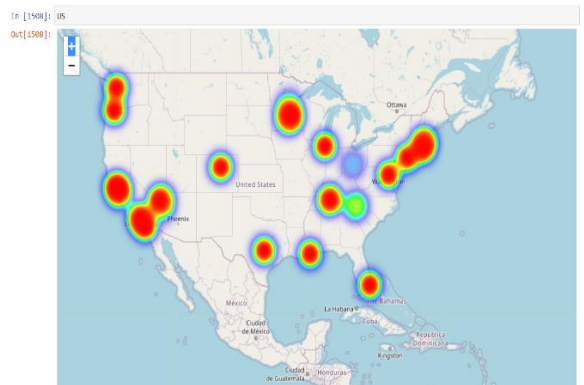 In [1508]: US
Out[1508]:
+
−
Ottawa
United States
Phoenix
México
Ciudad
de México
La Habana
Bahamas
Cuba
República
Dominicana
Kingston
Ciudad
de Guatemala
Honduras